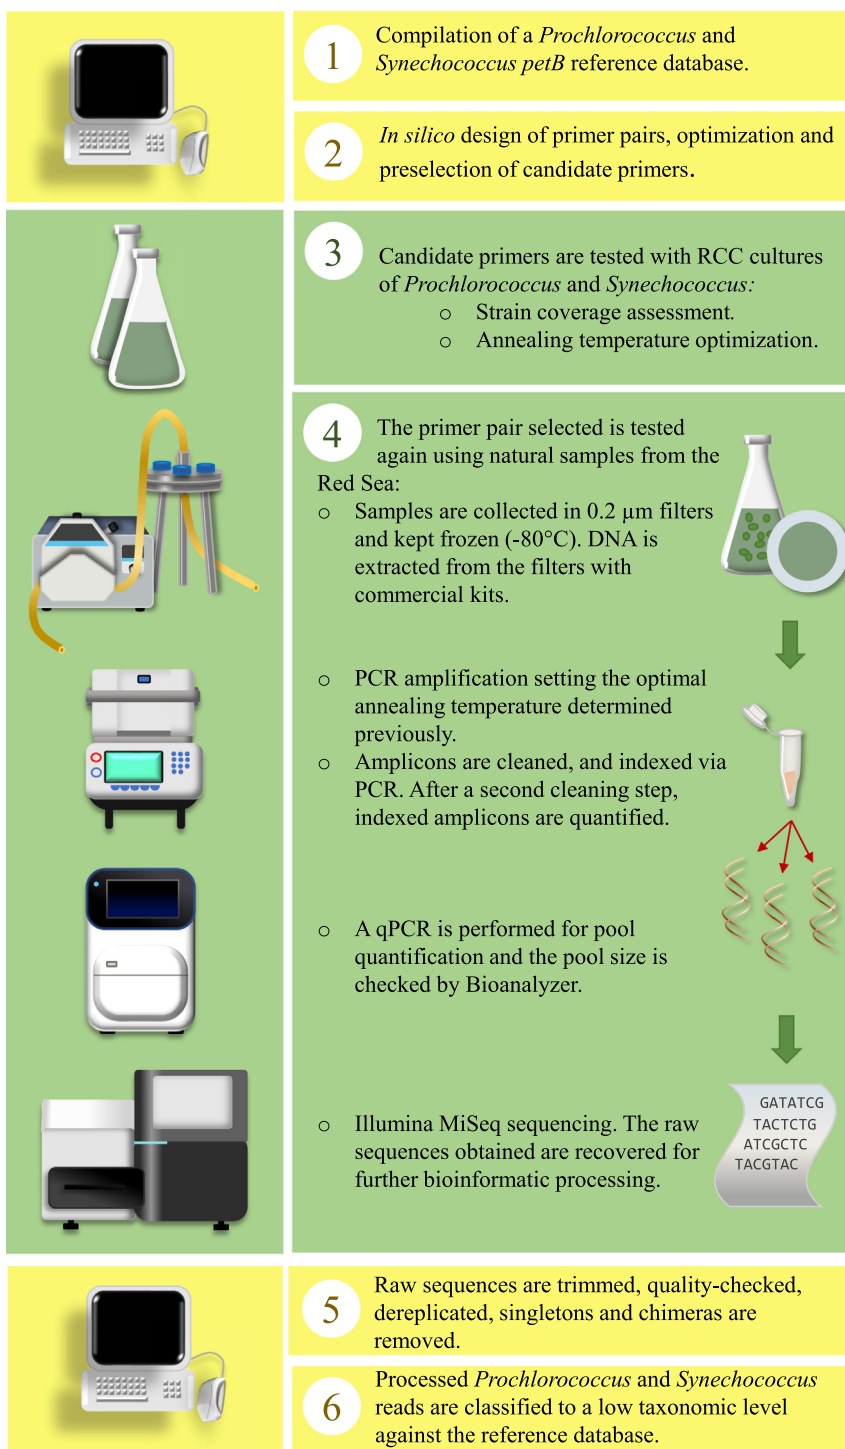 1
Compilation of a Prochlorococcus and
Synechococcus petB reference database.
2
In silico design of primer pairs, optimization and
preselection of candidate primers.
3
Candidate primers are tested with RCC cultures
of Prochlorococcus and Synechococcus:
o Strain coverage assessment.
o Annealing temperature optimization.
4
The primer pair selected is tested
again using natural samples from the
Red Sea:
o Samples are collected in 0.2 µm filters
and kept frozen (-80°C). DNA is
extracted from the filters with
commercial kits.
o PCR amplification setting the optimal
annealing temperature determined
previously.
o Amplicons are cleaned, and indexed via
PCR. After a second cleaning step,
indexed amplicons are quantified.
o A qPCR is performed for pool
quantification and the pool size is
checked by Bioanalyzer.
o Illumina MiSeq sequencing. The raw
sequences obtained are recovered for
further bioinformatic processing.
GATATCG
TACTCTG
ATCGCTC
TACGTAC
5
Raw sequences are trimmed, quality-checked,
dereplicated, singletons and chimeras are
removed.
6
Processed Prochlorococcus and Synechococcus
reads are classified to a low taxonomic level
against the reference database.